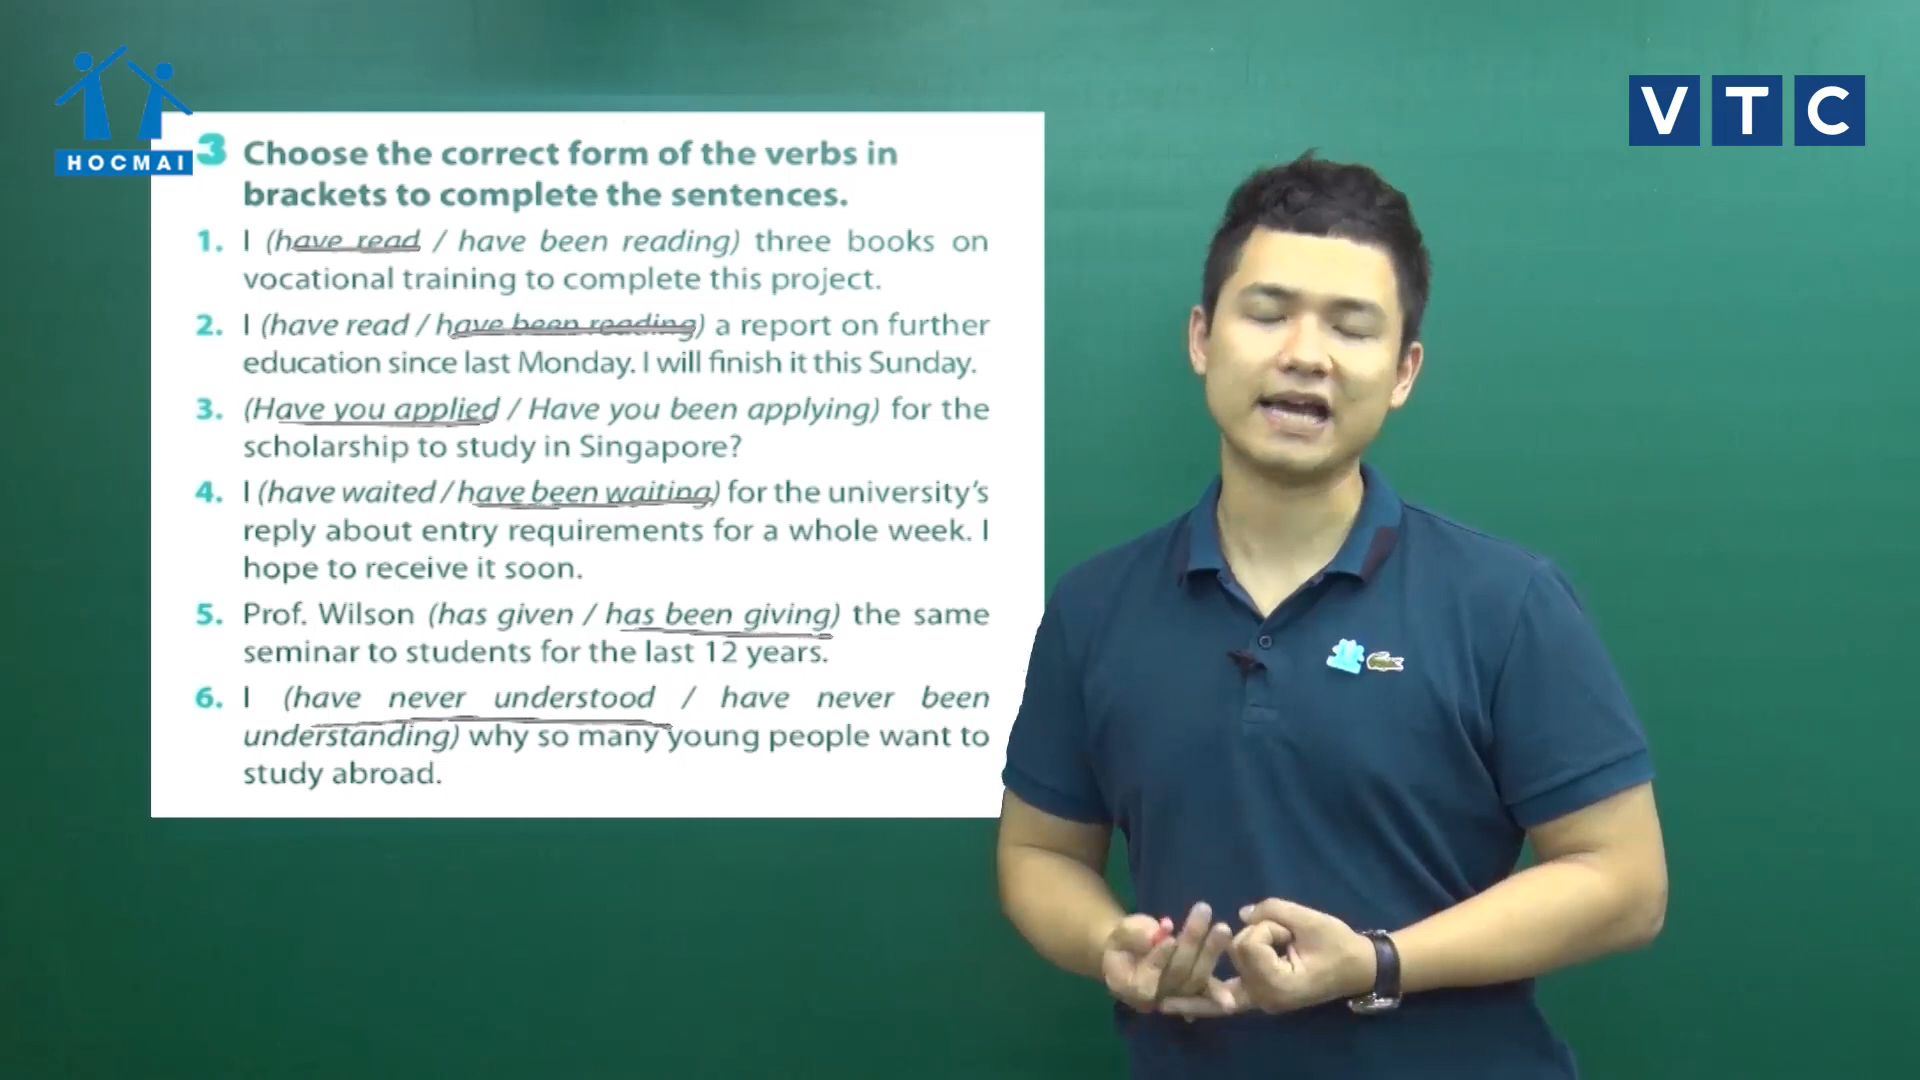 HOCMAI
VTC
3 Choose the correct form of the verbs in
brackets to complete the sentences.
1. I (have read / have been reading) three books on
vocational training to complete this project.
2. I (have read / have been reading) a report on further
education since last Monday. I will finish it this Sunday.
3. (Have you applied / Have you been applying) for the
scholarship to study in Singapore?
4. I (have waited / have been waiting) for the university's
reply about entry requirements for a whole week. I
hope to receive it soon.
5. Prof. Wilson (has given / has been giving) the same
seminar to students for the last 12 years.
6. I (have never understood / have never been
understanding) why so many young people want to
study abroad.